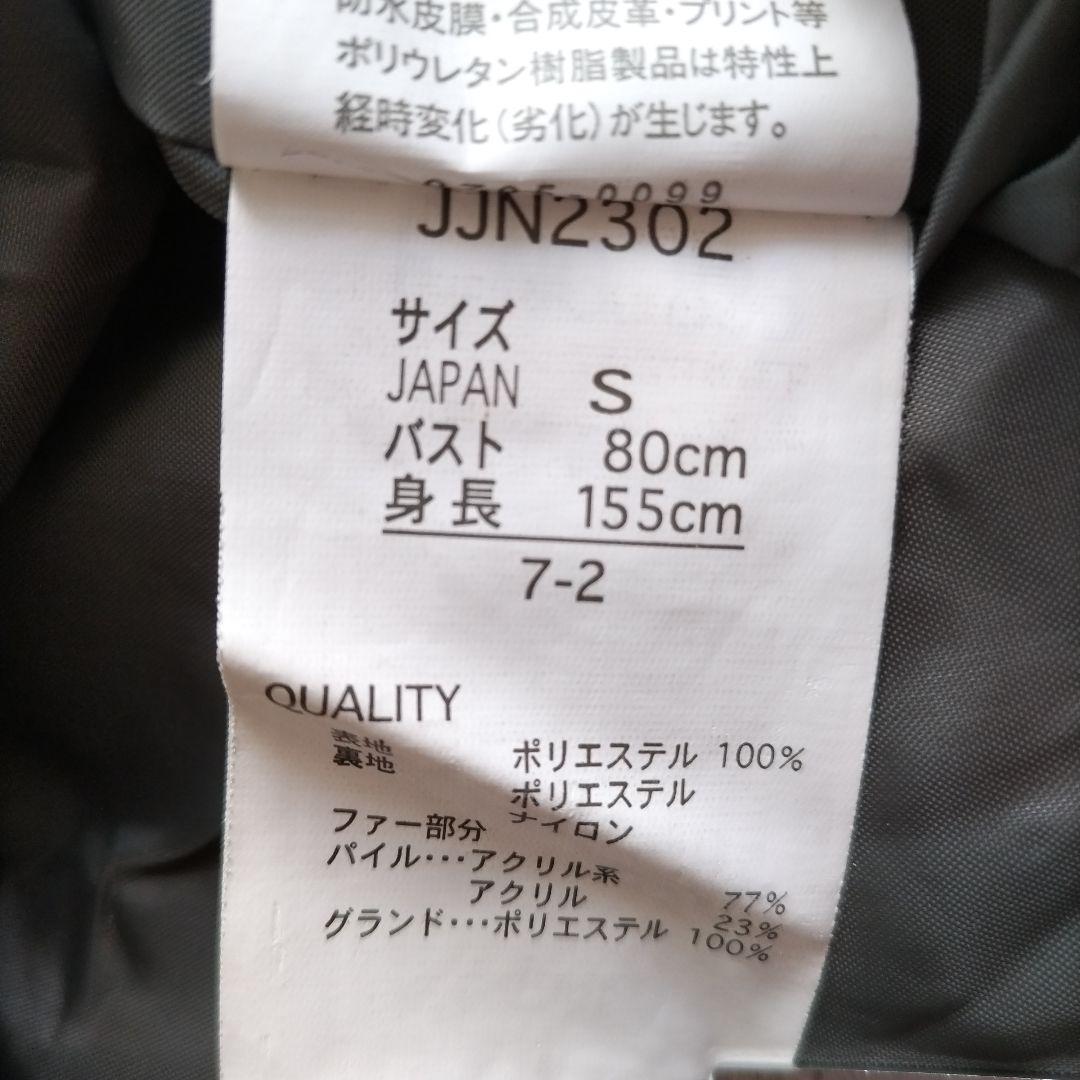 防水皮膜・合成皮革・プリント等
ポリウレタン樹脂製品は特性上
経時変化(劣化)が生じます。
0099
JJN2302
サイズ
JAPAN S
バスト 80cm
身長 155cm
7-2
QUALITY
表地 ポリエステル 100%
裏地 ポリエステル
ナイロン
ファー部分
パイル・・・アクリル系 77%
アクリル 23%
グランド・・・ポリエステル 100%